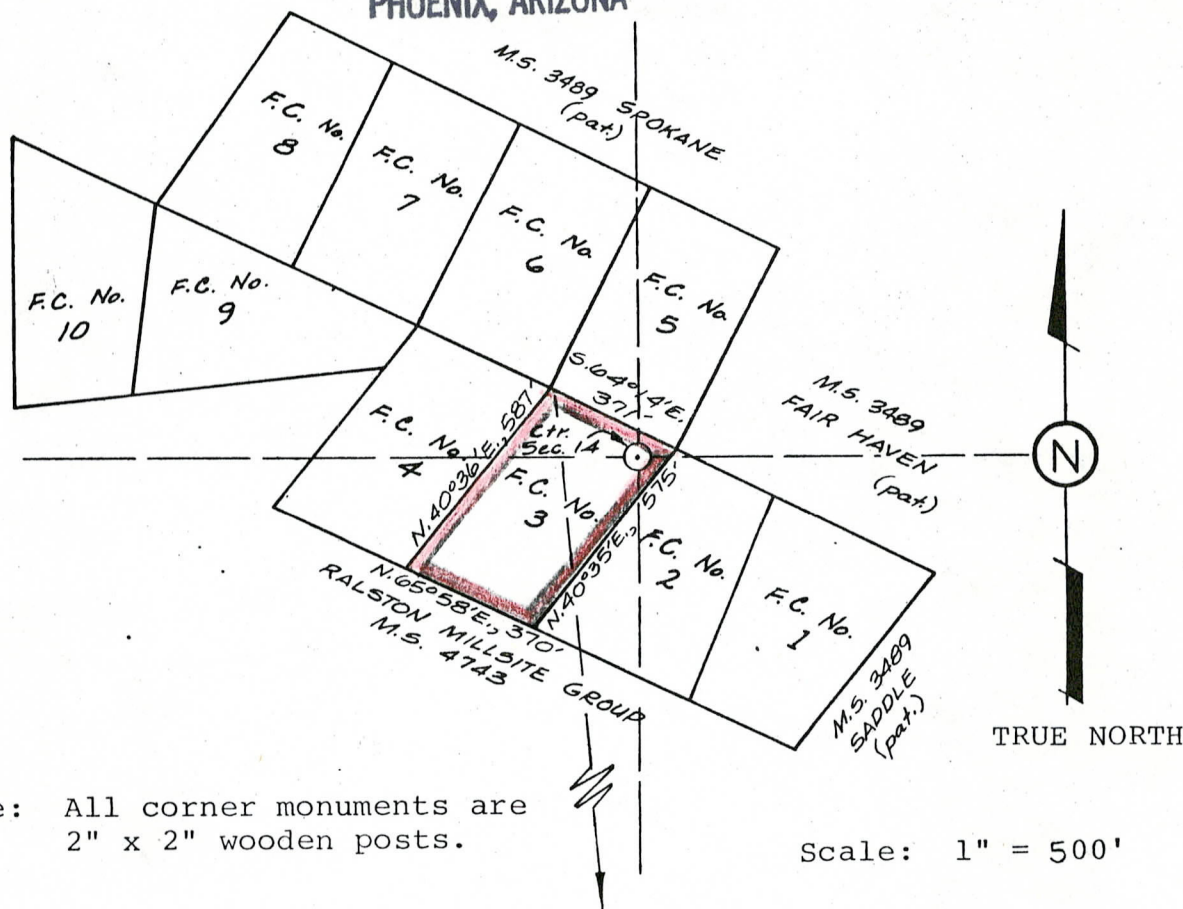 PHOENIX, ARIZONA
M.S. 3489 SPOKANE
(pat.)
F.C. No.
8
F.C. No.
7
F.C. No.
6
F.C. No.
5
F.C. No.
10
F.C. No.
9
S.64°14'E.
371'
M.S. 3489
FAIR HAVEN
(pat.)
N
F.C. No.
4
N.40°36'E., 587'
Ctr.
Sec. 14
F.C. No.
3
N.40°35'E., 575'
F.C. No.
2
F.C. No.
1
N.65°58'E., 370'
RALSTON MILLSITE GROUP
M.S. 4743
M.S. 3489
SADDLE
(pat.)
TRUE NORTH
e: All corner monuments are
2" x 2" wooden posts.
Scale: 1" = 500'